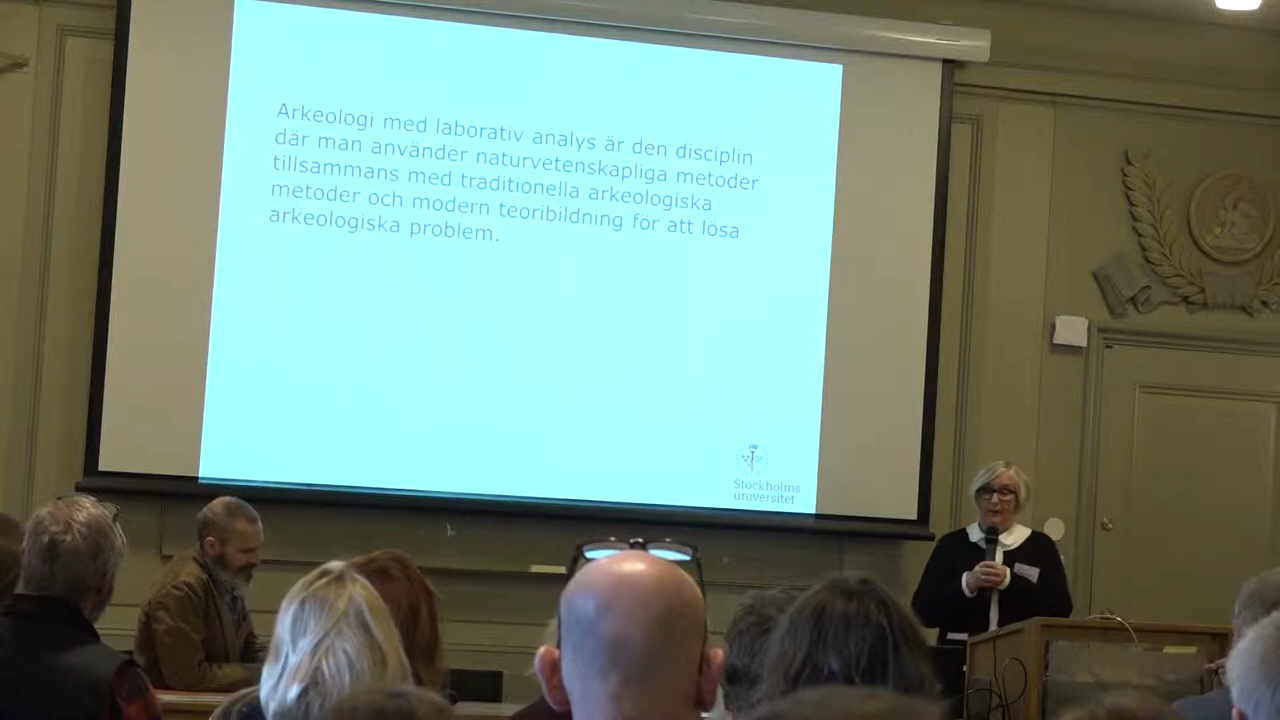 Arkeologi med laborativ analys är den disciplin
där man använder naturvetenskapliga metoder
tillsammans med traditionella arkeologiska
metoder och modern teoribildning för att lösa
arkeologiska problem.
Stockholms
universitet